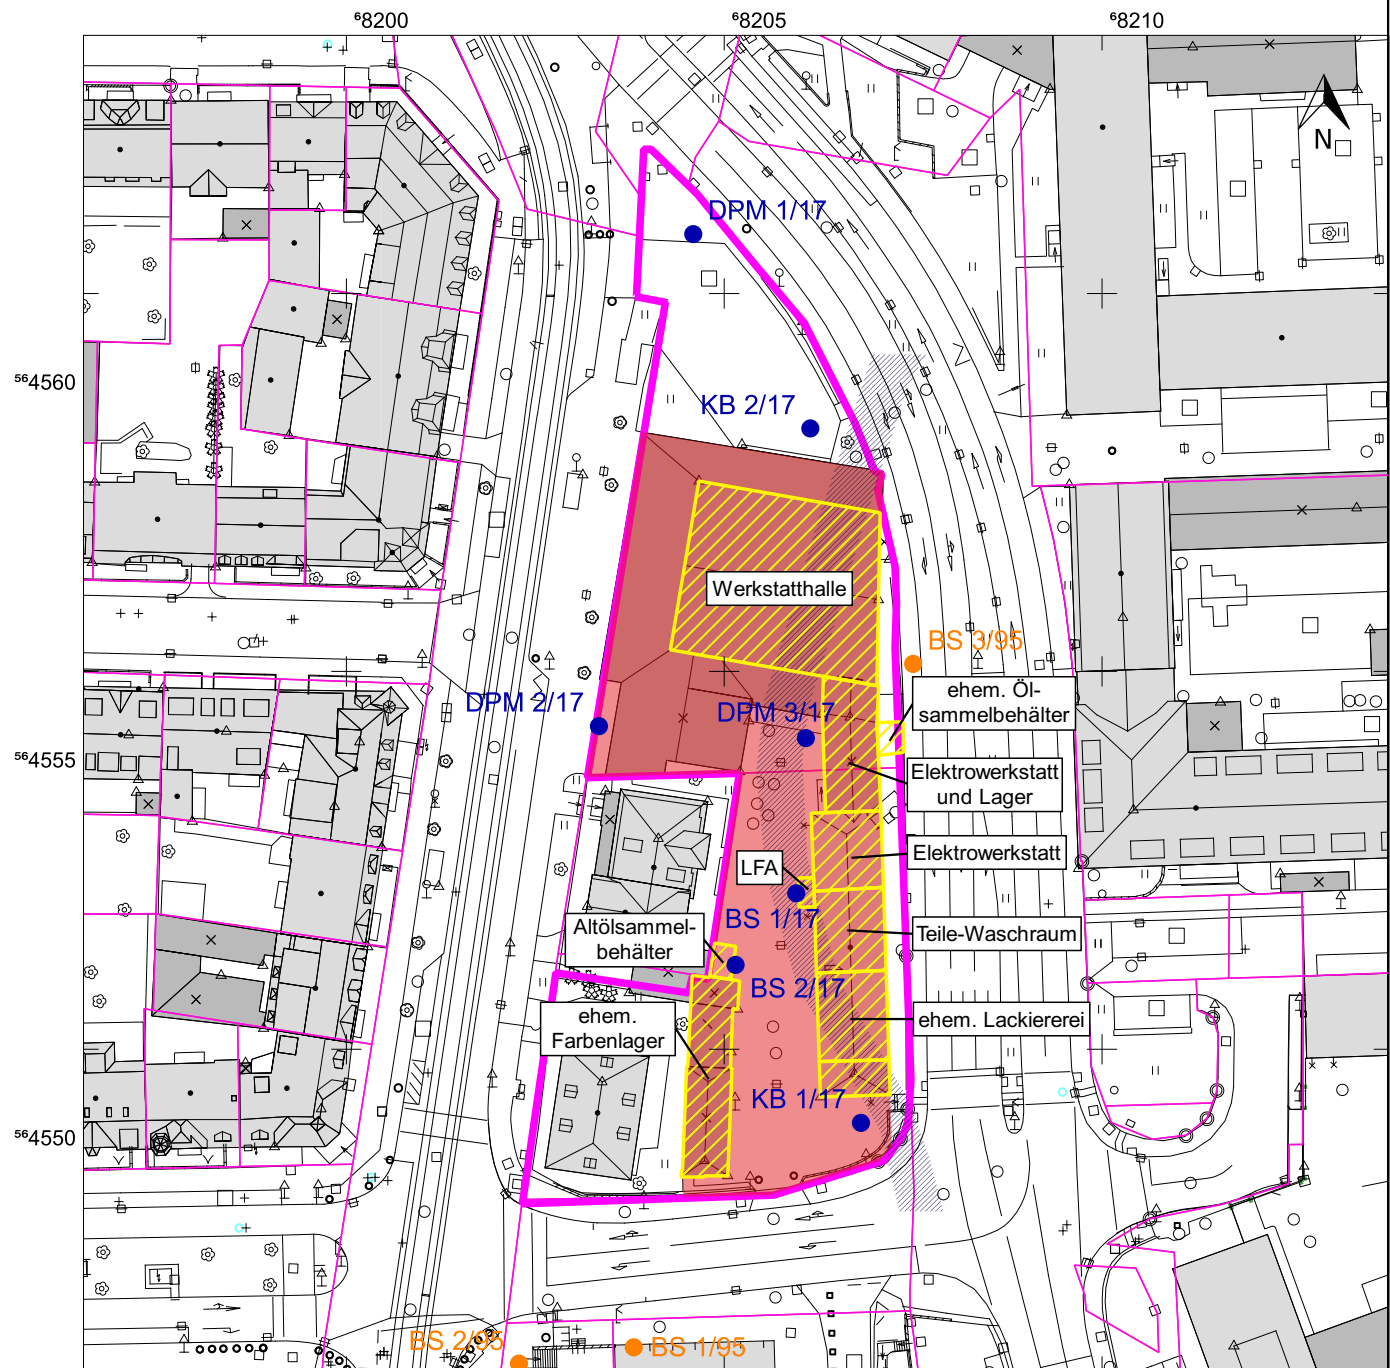 ⁶8200
⁶8205
⁶8210
N
DPM 1/17
⁵⁶4560
KB 2/17
Werkstatthalle
BS 3/95
ehem. Öl-
sammelbehälter
DPM 2/17
DPM 3/17
⁵⁶4555
Elektrowerkstatt
und Lager
Elektrowerkstatt
LFA
BS 1/17
Altölsammel-
behälter
Teile-Waschraum
BS 2/17
ehem.
Farbenlager
ehem. Lackiererei
KB 1/17
⁵⁶4550
BS 2/95
BS 1/95